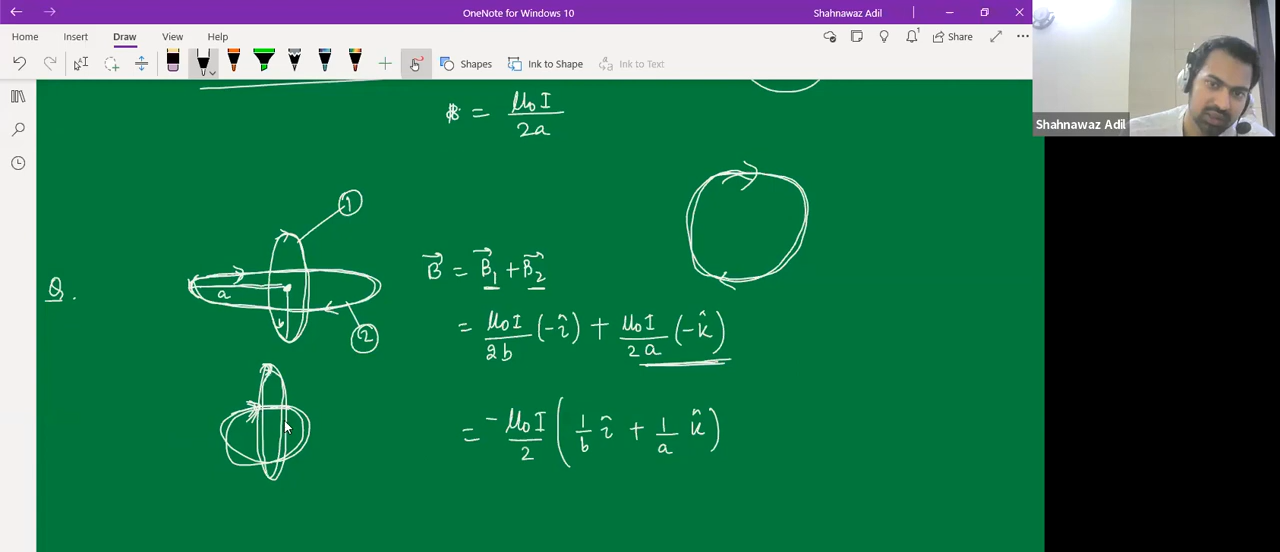 OneNote for Windows 10
Shahnawaz Adil
Home Insert Draw View Help
Share
Shapes
Ink to Shape
Ink to Text
Shahnawaz Adil
B = μ₀I / 2a
①
Q.
a
b
②
B⃗ = B⃗₁ + B⃗₂
= μ₀I / 2b (-î) + μ₀I / 2a (-k̂)
= -μ₀I / 2 ( 1/b î + 1/a k̂ )